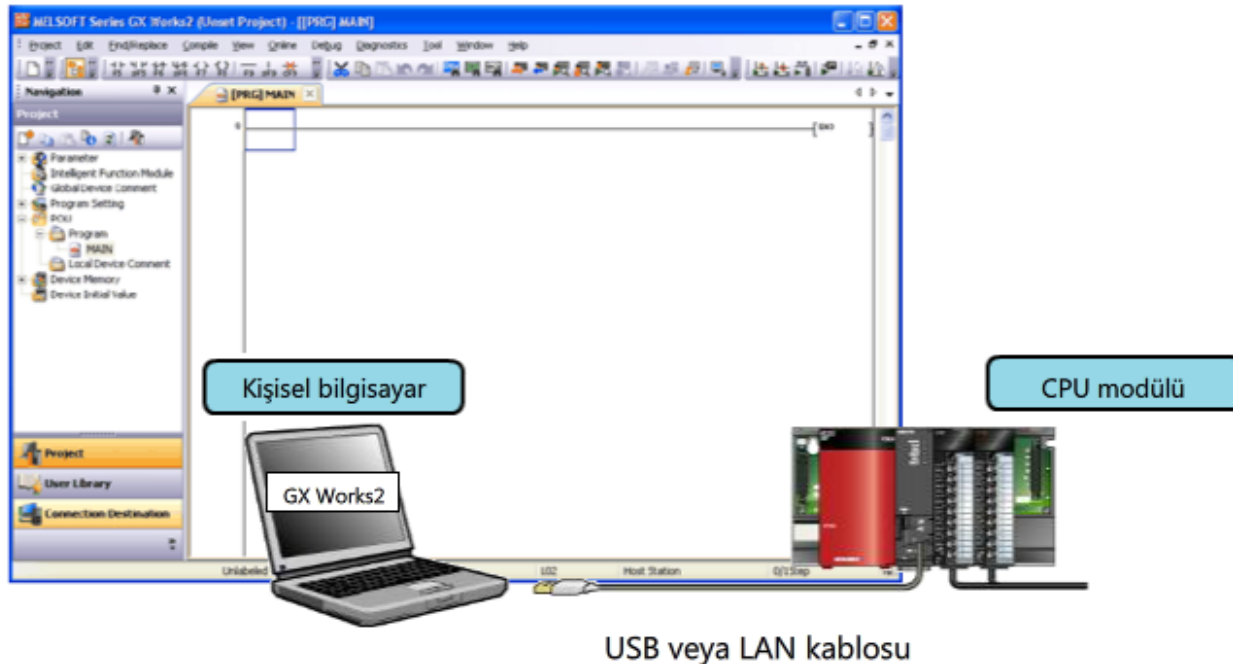 MELSOFT Series GX Works2 (Unset Project) - [[PRG] MAIN]
Project Edit Find/Replace Compile View Online Debug Diagnostics Tool Window Help
Navigation
[PRG] MAIN
Project
0
END
Parameter
Intelligent Function Module
Global Device Comment
Program Setting
POU
Program
MAIN
Local Device Comment
Device Memory
Device Initial Value
Kişisel bilgisayar
CPU modülü
Project
User Library
GX Works2
Connection Destination
Unlabeled
Host Station
0/1Step
USB veya LAN kablosu